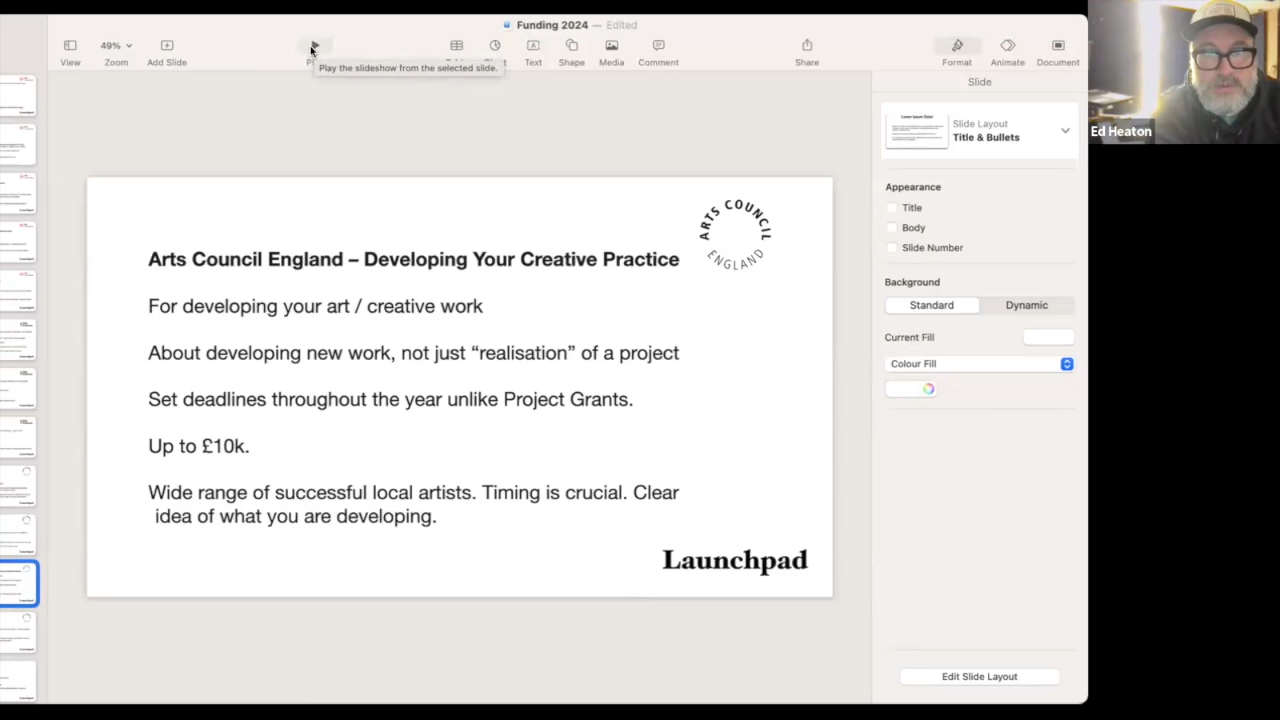 Funding 2024 — Edited
49%
View
Zoom
Add Slide
Text
Shape
Media
Comment
Share
Format
Animate
Document
Play the slideshow from the selected slide.
Slide
Slide Layout
Title & Bullets
Appearance
Title
Body
Slide Number
Background
Standard
Dynamic
Current Fill
Colour Fill
Edit Slide Layout
ARTS COUNCIL
ENGLAND
Arts Council England – Developing Your Creative Practice
For developing your art / creative work
About developing new work, not just “realisation” of a project
Set deadlines throughout the year unlike Project Grants.
Up to £10k.
Wide range of successful local artists. Timing is crucial. Clear
idea of what you are developing.
Launchpad
Ed Heaton